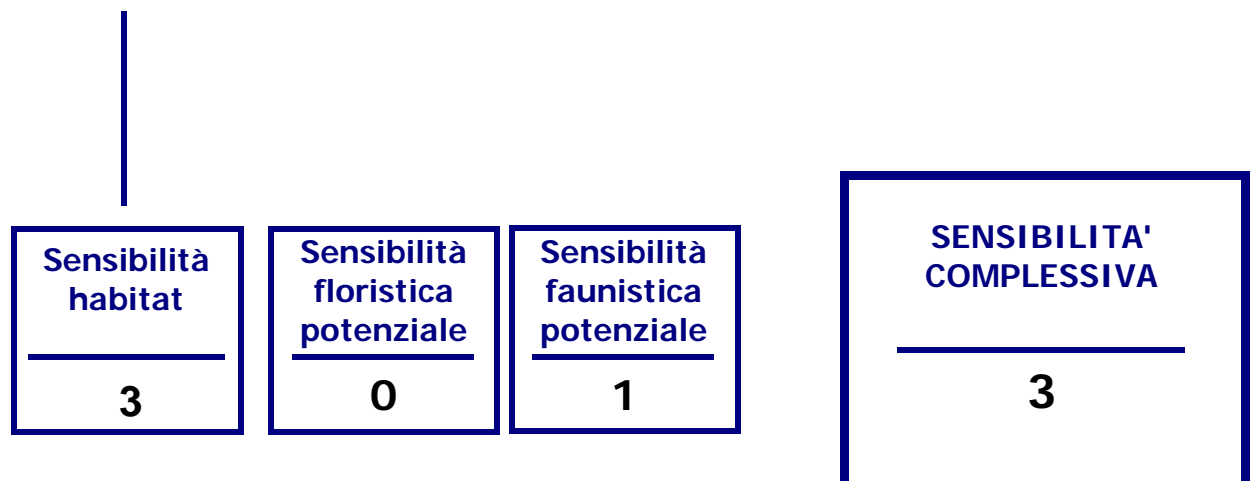 Sensibilità
habitat
3
Sensibilità
floristica
potenziale
0
Sensibilità
faunistica
potenziale
1
SENSIBILITA'
COMPLESSIVA
3